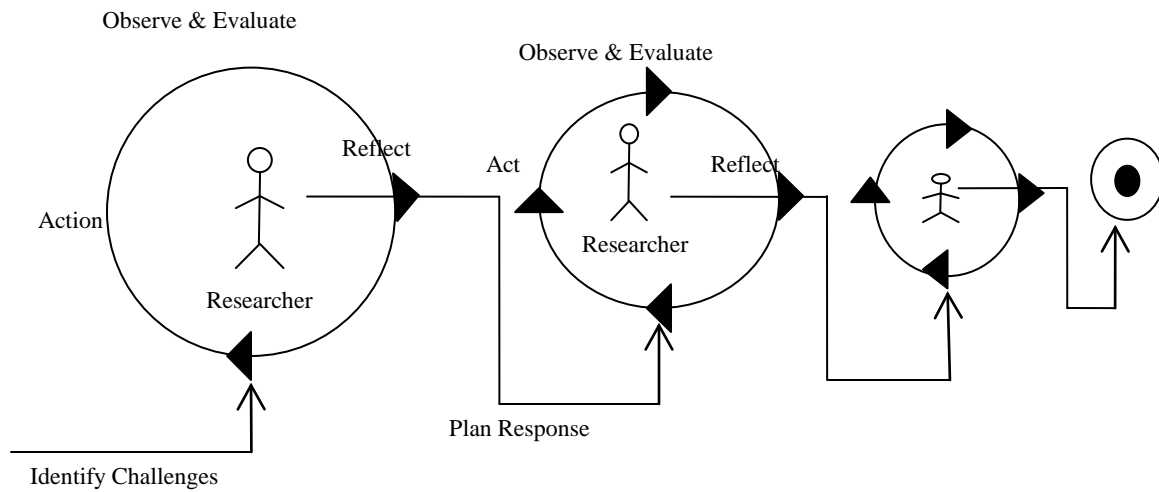 Observe & Evaluate
Reflect
Action
Researcher
Identify Challenges
Observe & Evaluate
Act
Reflect
Researcher
Plan Response